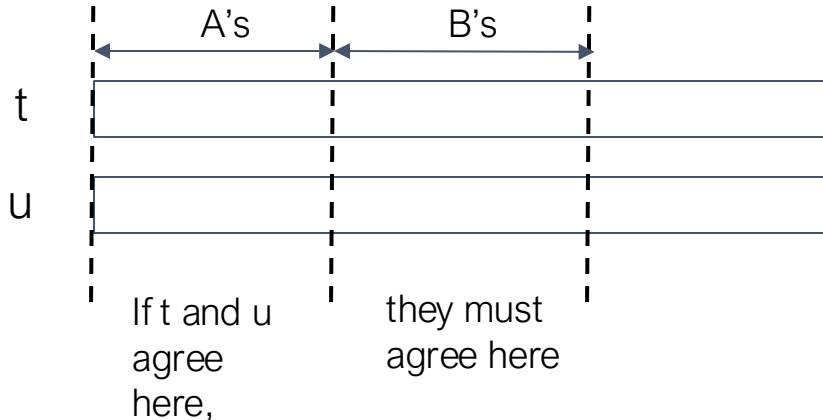 A’s B’s
t
u
If t and u
agree
here,
they must
agree here